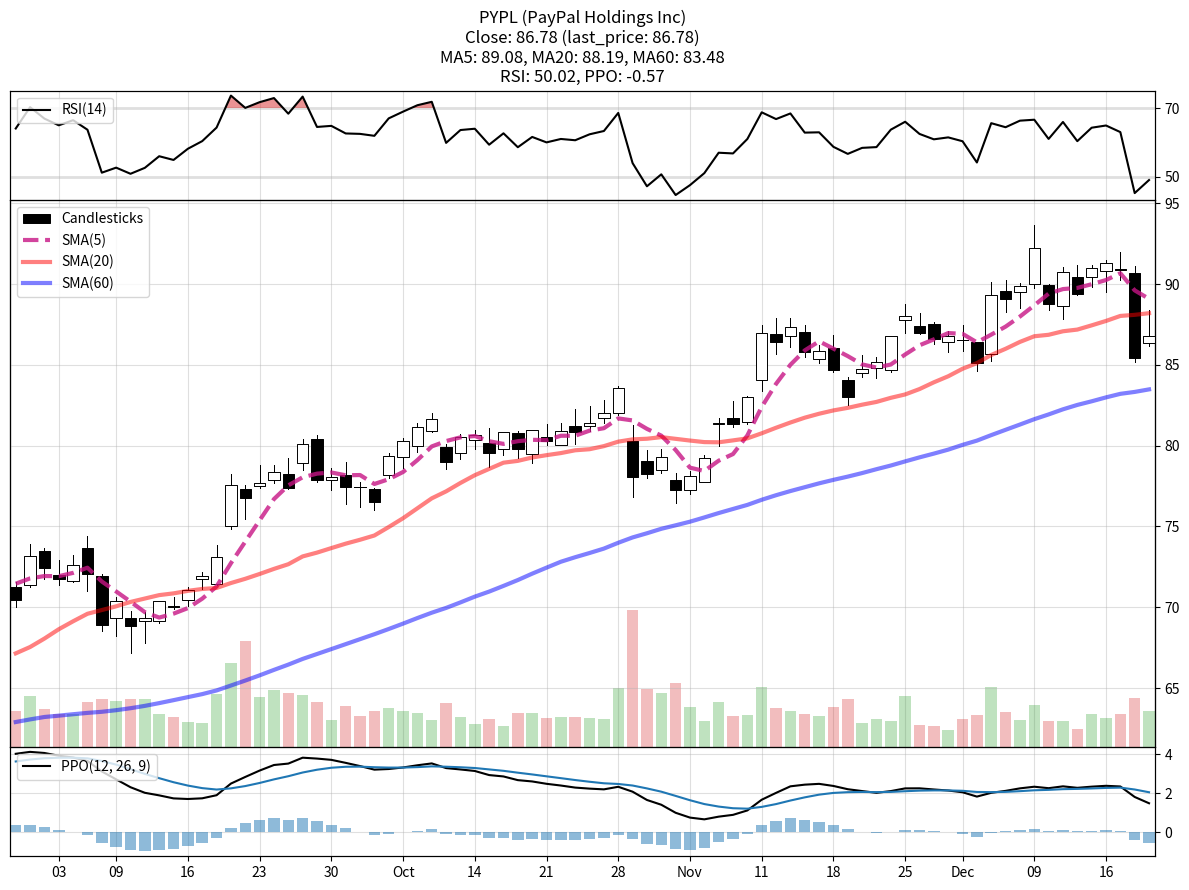 PYPL (PayPal Holdings Inc)
Close: 86.78 (last_price: 86.78)
MA5: 89.08, MA20: 88.19, MA60: 83.48
RSI: 50.02, PPO: -0.57
RSI(14)
70
50
Candlesticks
SMA(5)
SMA(20)
SMA(60)
95
90
85
80
75
70
65
PPO(12, 26, 9)
4
2
0
03 09 16 23 30 Oct 14 21 28 Nov 11 18 25 Dec 09 16